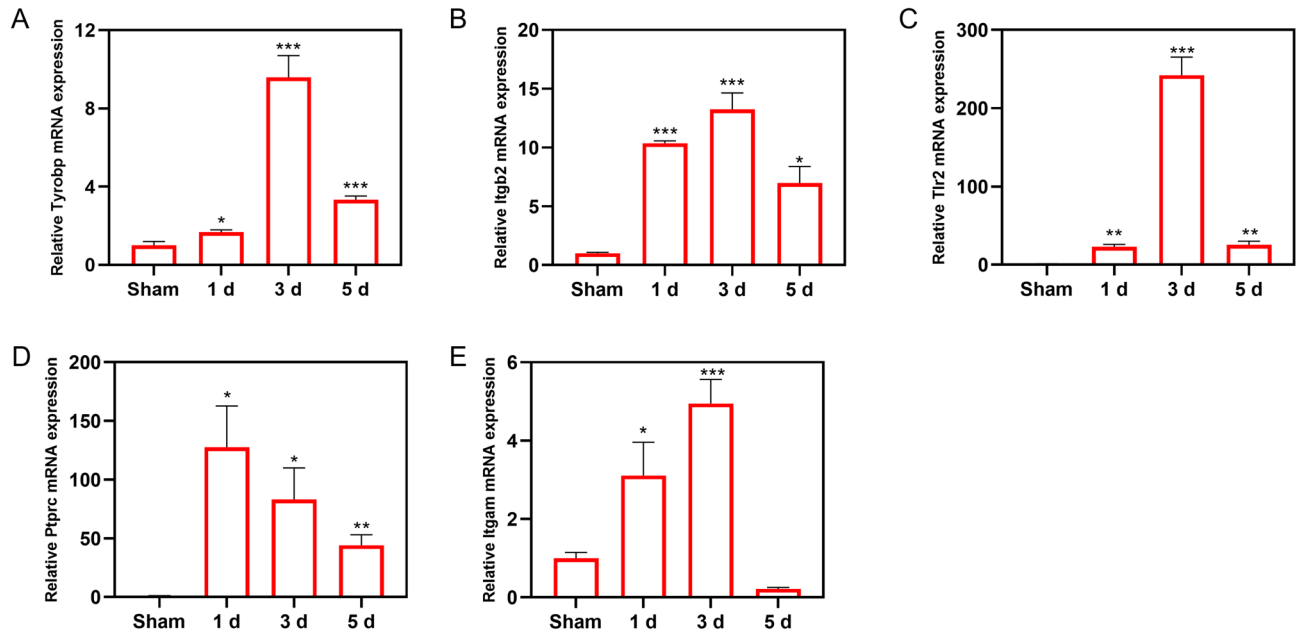 A
Relative Tyrobp mRNA expression
12
8
4
0
*
***
***
Sham 1 d 3 d 5 d
B
Relative Itgb2 mRNA expression
20
15
10
5
0
***
***
*
Sham 1 d 3 d 5 d
C
Relative Tlr2 mRNA expression
300
200
100
0
**
***
**
Sham 1 d 3 d 5 d
D
Relative Ptprc mRNA expression
200
150
100
50
0
*
*
**
Sham 1 d 3 d 5 d
E
Relative Itgam mRNA expression
6
4
2
0
*
***
Sham 1 d 3 d 5 d